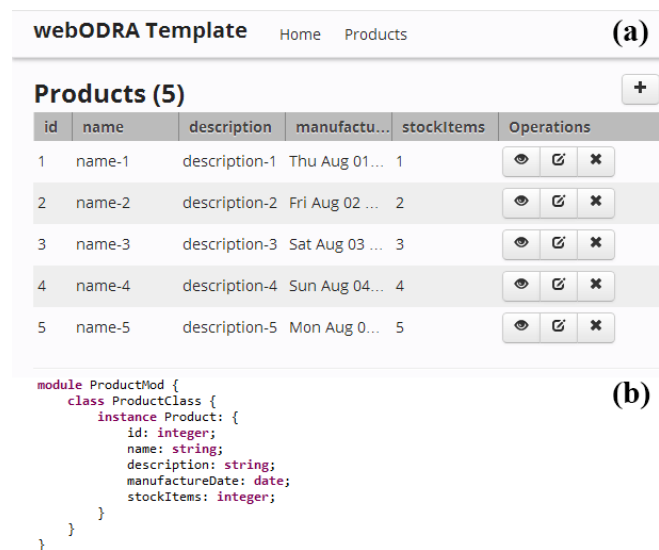 webODRA Template Home Products (a)
Products (5) +
id name description manufactu... stockItems Operations
1 name-1 description-1 Thu Aug 01... 1
2 name-2 description-2 Fri Aug 02 ... 2
3 name-3 description-3 Sat Aug 03 ... 3
4 name-4 description-4 Sun Aug 04... 4
5 name-5 description-5 Mon Aug 0... 5
module ProductMod { (b)
class ProductClass {
instance Product: {
id: integer;
name: string;
description: string;
manufactureDate: date;
stockItems: integer;
}
}
}